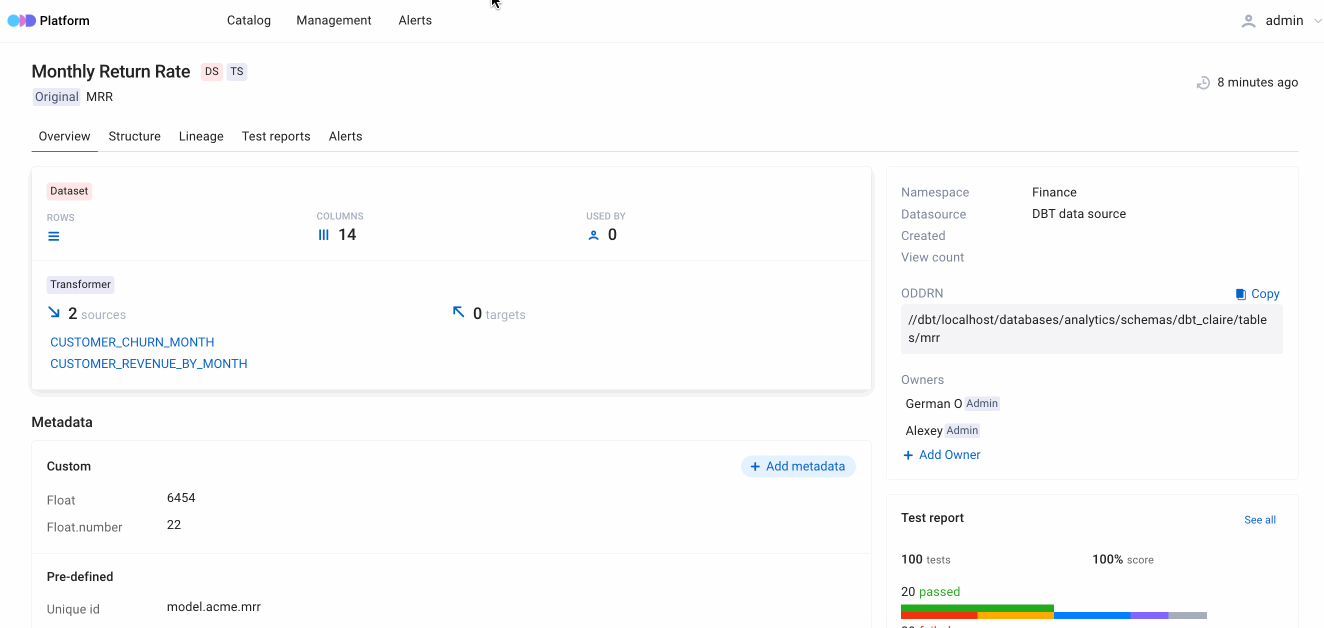 Platform
Catalog Management Alerts
admin
Monthly Return Rate DS TS
Original MRR
8 minutes ago
Overview Structure Lineage Test reports Alerts
Dataset
ROWS COLUMNS USED BY
14 0
Transformer
2 sources 0 targets
CUSTOMER_CHURN_MONTH
CUSTOMER_REVENUE_BY_MONTH
Metadata
Custom
+ Add metadata
Float 6454
Float.number 22
Pre-defined
Unique id model.acme.mrr
Namespace Finance
Datasource DBT data source
Created
View count
ODDRN Copy
//dbt/localhost/databases/analytics/schemas/dbt_claire/table
s/mrr
Owners
German O Admin
Alexey Admin
+ Add Owner
Test report See all
100 tests 100% score
20 passed